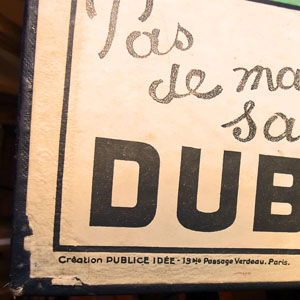 Pas
de ma
sa
DUB
Création PUBLICE IDÉE - 13 bis Passage Verdeau. Paris.